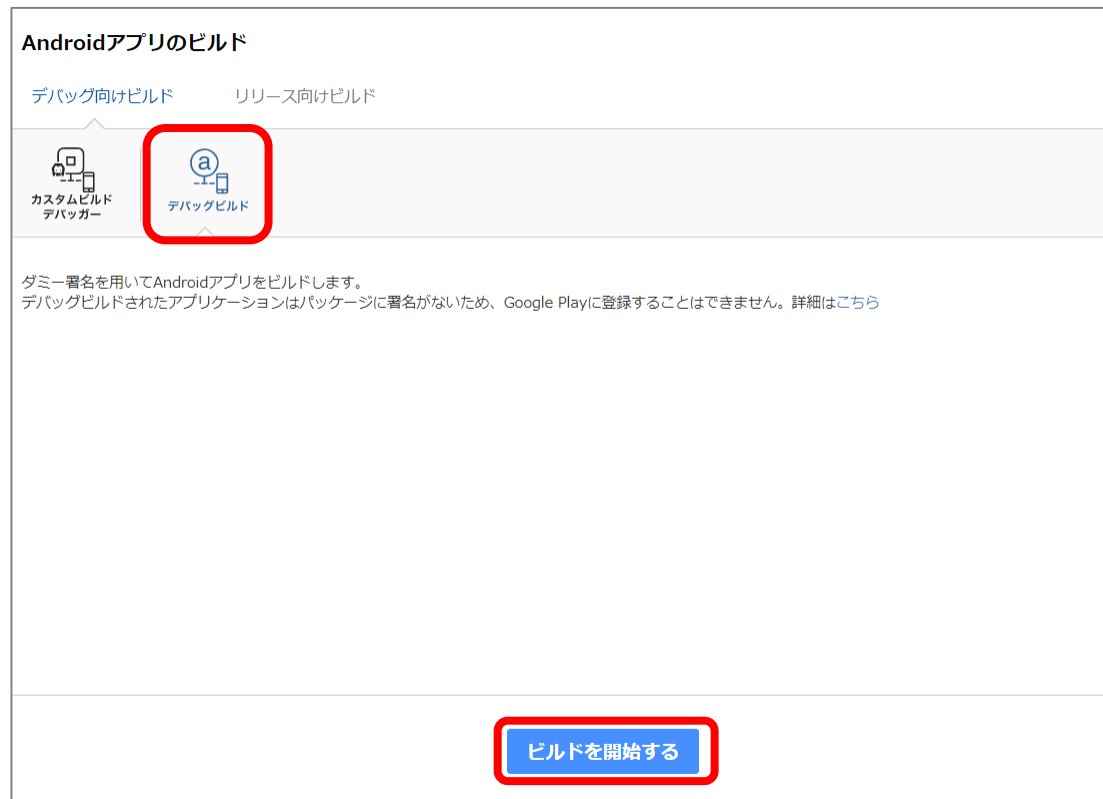 Androidアプリのビルド
デバッグ向けビルド
リリース向けビルド
カスタムビルド
デバッガー
a
デバッグビルド
ダミー署名を用いてAndroidアプリをビルドします。
デバッグビルドされたアプリケーションはパッケージに署名がないため、Google Playに登録することはできません。詳細はこちら
ビルドを開始する